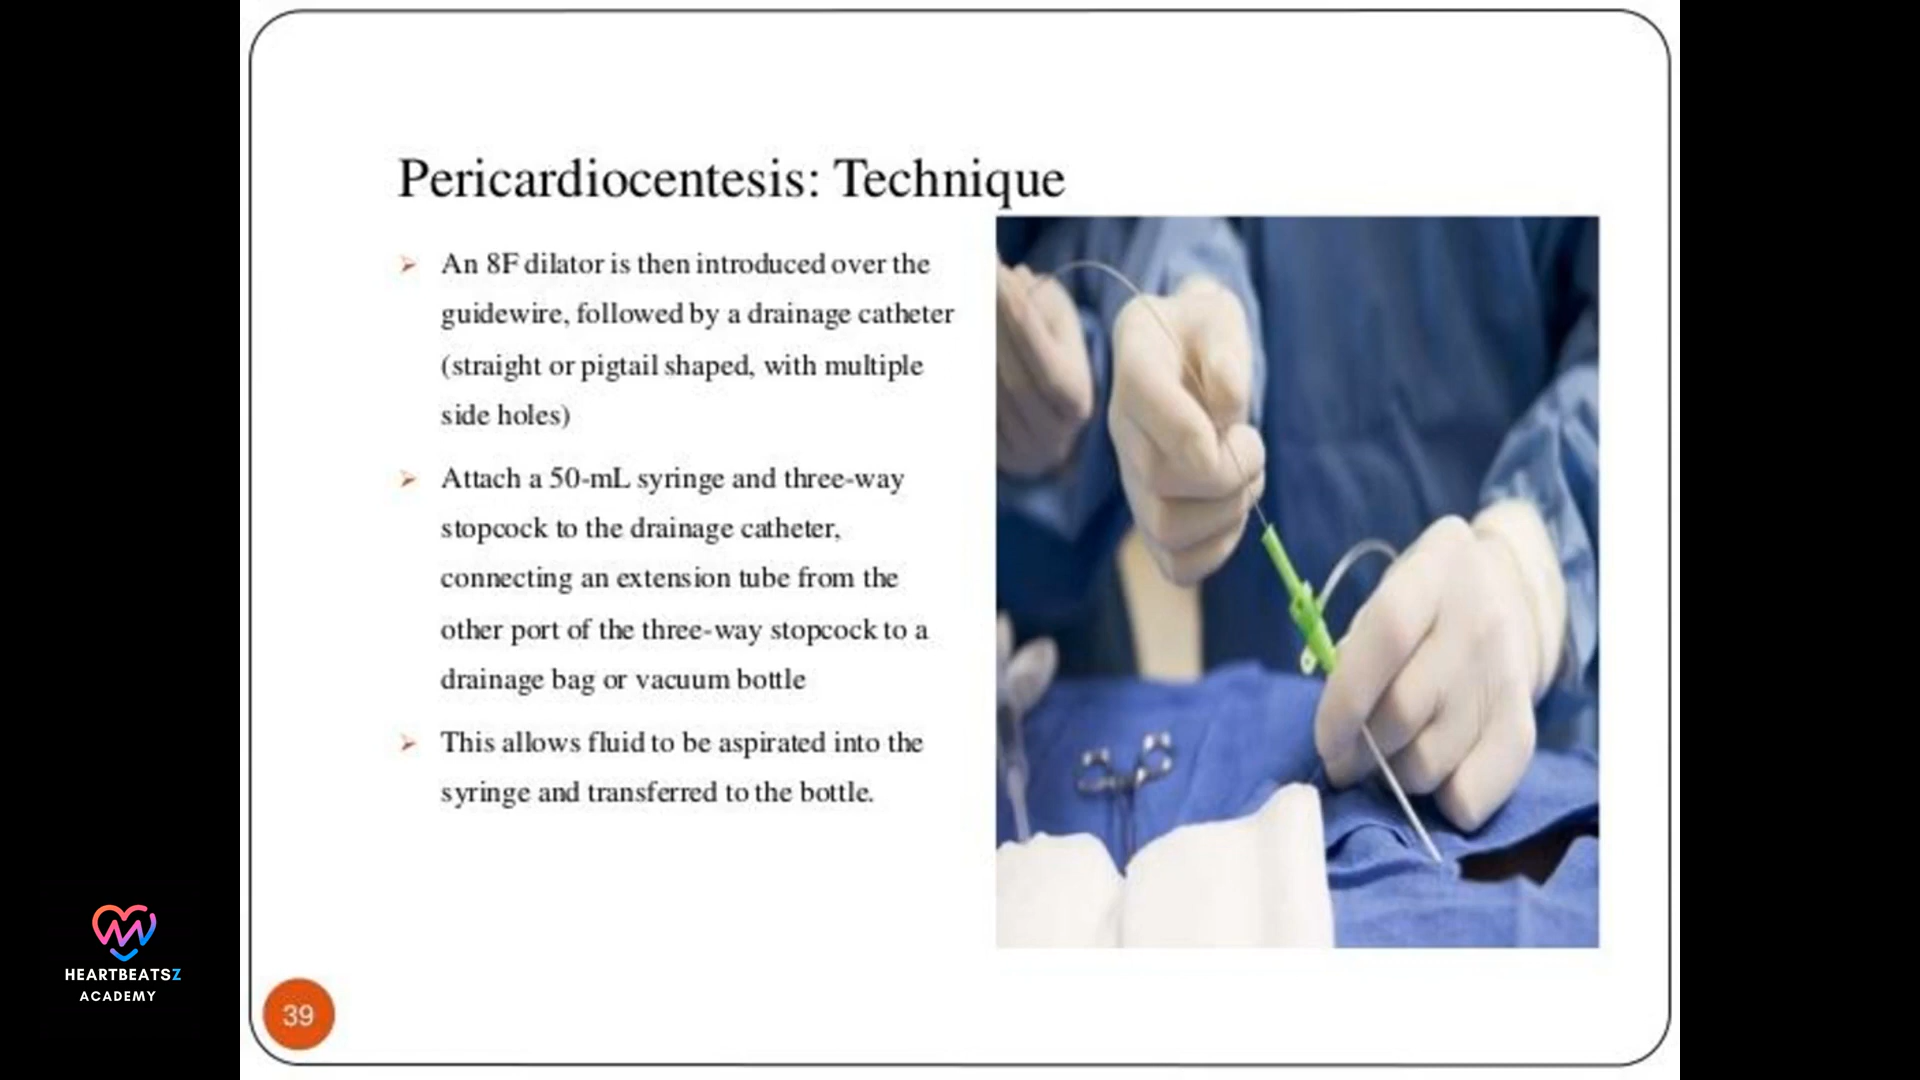 Pericardiocentesis: Technique
An 8F dilator is then introduced over the
guidewire, followed by a drainage catheter
(straight or pigtail shaped, with multiple
side holes)
Attach a 50-mL syringe and three-way
stopcock to the drainage catheter,
connecting an extension tube from the
other port of the three-way stopcock to a
drainage bag or vacuum bottle
This allows fluid to be aspirated into the
syringe and transferred to the bottle.
HEARTBEATSZ
ACADEMY
39